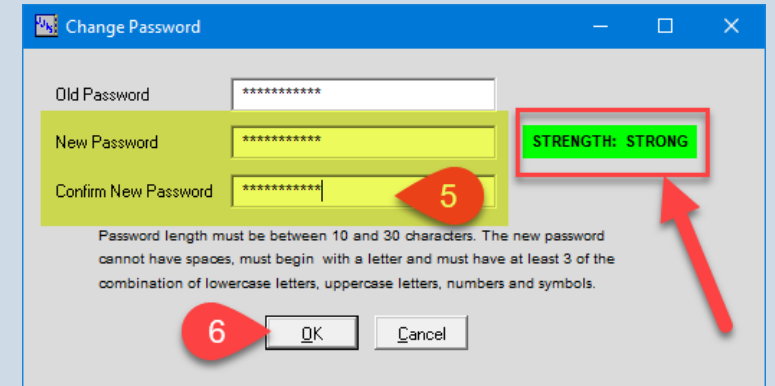 Change Password
Old Password ***********
New Password *********** STRENGTH: STRONG
Confirm New Password *********** 5
Password length must be between 10 and 30 characters. The new password
cannot have spaces, must begin with a letter and must have at least 3 of the
combination of lowercase letters, uppercase letters, numbers and symbols.
6 OK Cancel